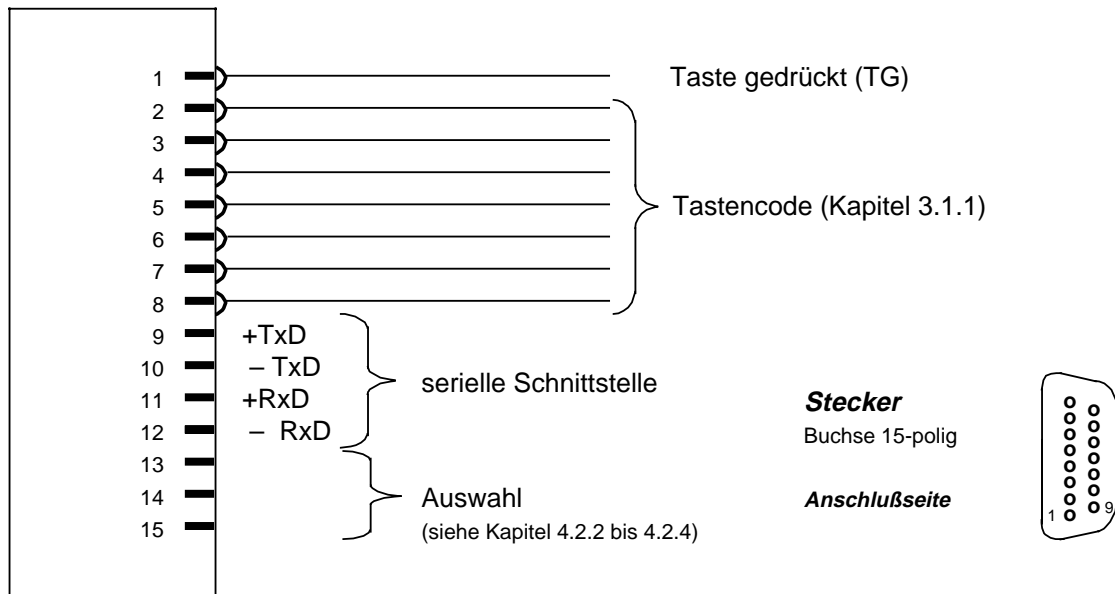 1 Taste gedrückt (TG)
2
3
4
5 Tastencode (Kapitel 3.1.1)
6
7
8
9 +TxD
10 – TxD
serielle Schnittstelle
11 +RxD
12 – RxD
13
14 Auswahl
15 (siehe Kapitel 4.2.2 bis 4.2.4)
Stecker
Buchse 15-polig
Anschlußseite
1 9